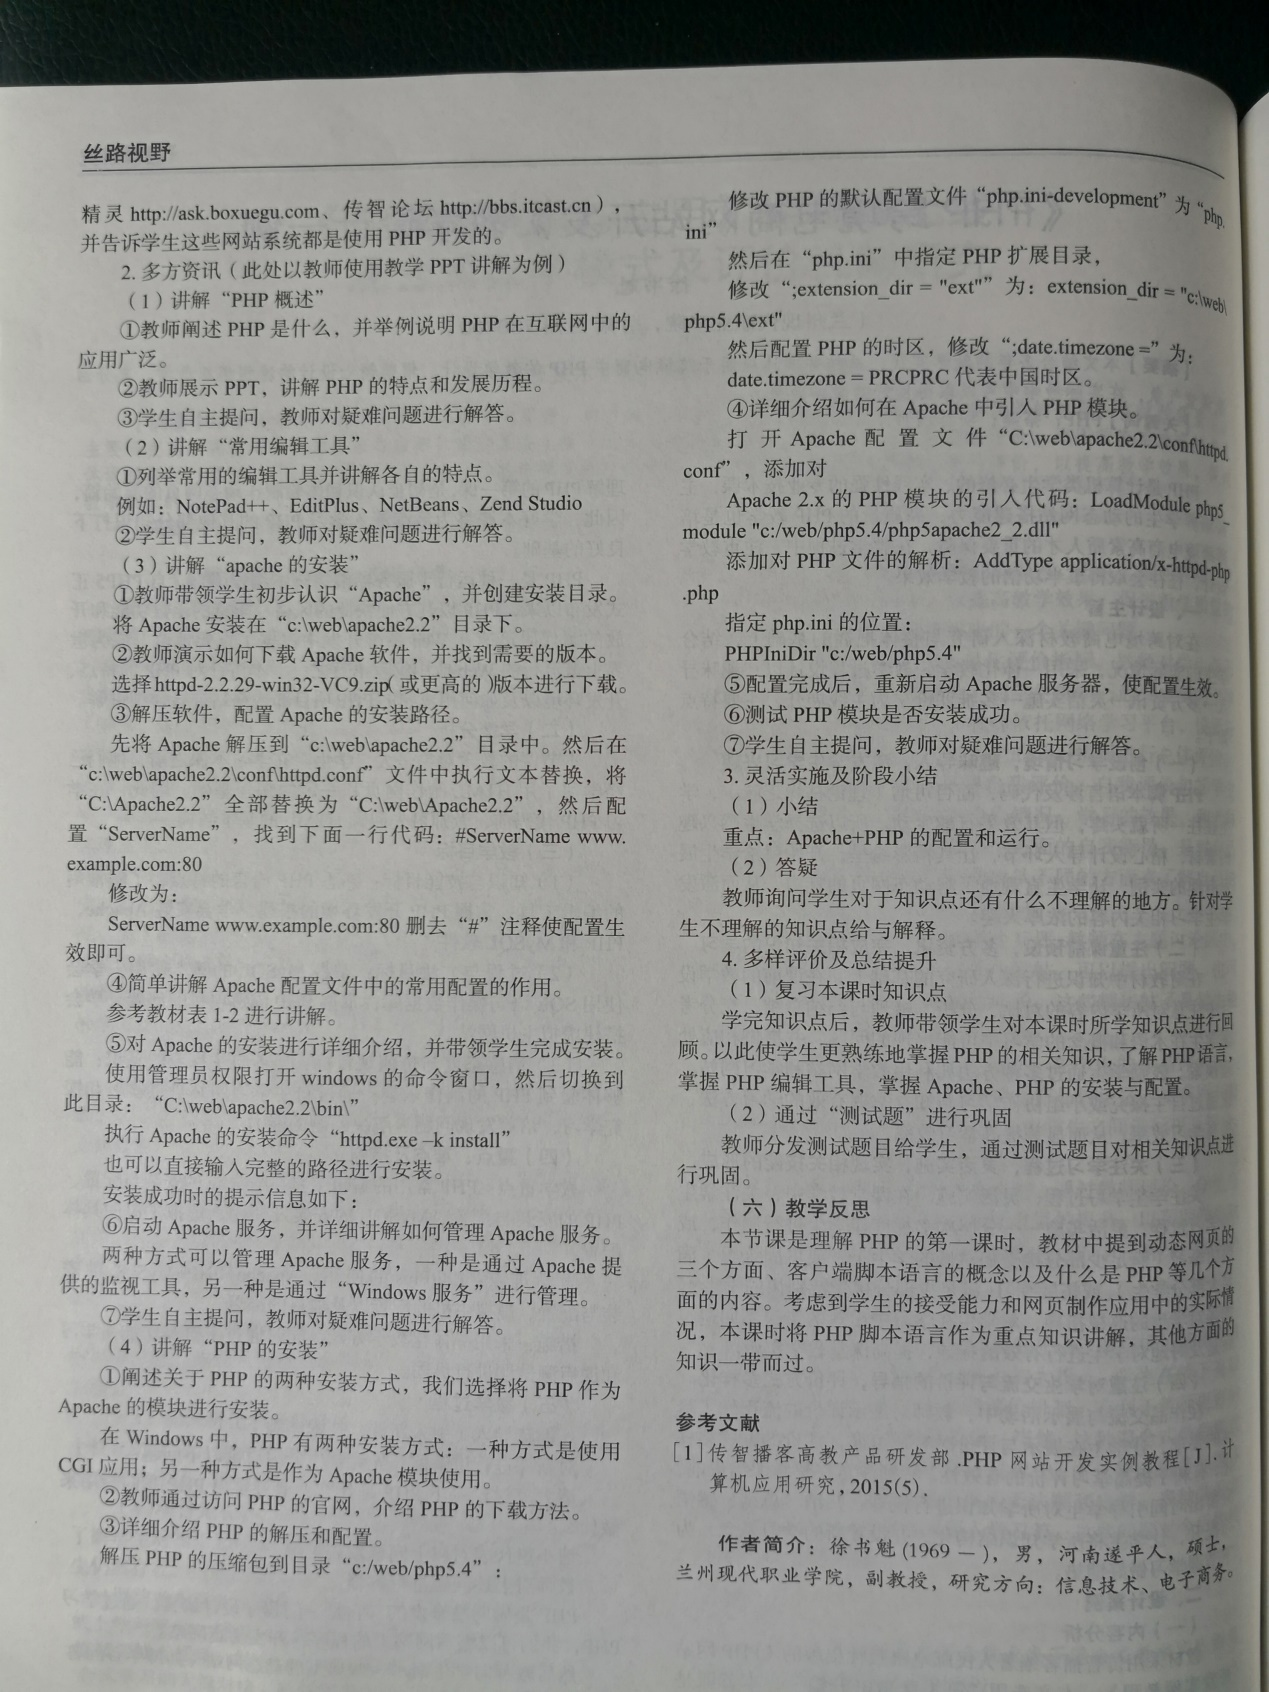 丝路视野
精灵 http://ask.boxuegu.com、传智论坛 http://bbs.itcast.cn），
并告诉学生这些网站系统都是使用 PHP 开发的。
2. 多方资讯（此处以教师使用教学 PPT 讲解为例）
（1）讲解“PHP 概述”
①教师阐述 PHP 是什么，并举例说明 PHP 在互联网中的
应用广泛。
②教师展示 PPT，讲解 PHP 的特点和发展历程。
③学生自主提问，教师对疑难问题进行解答。
（2）讲解“常用编辑工具”
①列举常用的编辑工具并讲解各自的特点。
例如：NotePad++、EditPlus、NetBeans、Zend Studio
②学生自主提问，教师对疑难问题进行解答。
（3）讲解“apache 的安装”
①教师带领学生初步认识“Apache”，并创建安装目录。
将 Apache 安装在“c:\web\apache2.2”目录下。
②教师演示如何下载 Apache 软件，并找到需要的版本。
选择httpd-2.2.29-win32-VC9.zip（或更高的）版本进行下载。
③解压软件，配置 Apache 的安装路径。
先将 Apache 解压到“c:\web\apache2.2”目录中。然后在
“c:\web\apache2.2\conf\httpd.conf”文件中执行文本替换，将
“C:\Apache2.2”全部替换为“C:\web\Apache2.2”，然后配
置“ServerName”，找到下面一行代码：#ServerName www.
example.com:80
修改为：
ServerName www.example.com:80 删去“#”注释使配置生
效即可。
④简单讲解 Apache 配置文件中的常用配置的作用。
参考教材表 1-2 进行讲解。
⑤对 Apache 的安装进行详细介绍，并带领学生完成安装。
使用管理员权限打开 windows 的命令窗口，然后切换到
此目录：“C:\web\apache2.2\bin\”
执行 Apache 的安装命令“httpd.exe –k install”
也可以直接输入完整的路径进行安装。
安装成功时的提示信息如下：
⑥启动 Apache 服务，并详细讲解如何管理 Apache 服务。
两种方式可以管理 Apache 服务，一种是通过 Apache 提
供的监视工具，另一种是通过“Windows 服务”进行管理。
⑦学生自主提问，教师对疑难问题进行解答。
（4）讲解“PHP 的安装”
①阐述关于 PHP 的两种安装方式，我们选择将 PHP 作为
Apache 的模块进行安装。
在 Windows 中，PHP 有两种安装方式：一种方式是使用
CGI 应用；另一种方式是作为 Apache 模块使用。
②教师通过访问 PHP 的官网，介绍 PHP 的下载方法。
③详细介绍 PHP 的解压和配置。
解压 PHP 的压缩包到目录“c:/web/php5.4”：
修改 PHP 的默认配置文件“php.ini-development”为“php.
ini”
然后在“php.ini”中指定 PHP 扩展目录，
修改“;extension_dir = "ext"”为：extension_dir = "c:\web\
php5.4\ext"
然后配置 PHP 的时区，修改“;date.timezone =”为：
date.timezone = PRCPRC 代表中国时区。
④详细介绍如何在 Apache 中引入 PHP 模块。
打开 Apache 配置文件“C:\web\apache2.2\conf\httpd.
conf”，添加对
Apache 2.x 的 PHP 模块的引入代码：LoadModule php5_
module "c:/web/php5.4/php5apache2_2.dll"
添加对 PHP 文件的解析：AddType application/x-httpd-php
.php
指定 php.ini 的位置：
PHPIniDir "c:/web/php5.4"
⑤配置完成后，重新启动 Apache 服务器，使配置生效。
⑥测试 PHP 模块是否安装成功。
⑦学生自主提问，教师对疑难问题进行解答。
3. 灵活实施及阶段小结
（1）小结
重点：Apache+PHP 的配置和运行。
（2）答疑
教师询问学生对于知识点还有什么不理解的地方。针对学
生不理解的知识点给与解释。
4. 多样评价及总结提升
（1）复习本课时知识点
学完知识点后，教师带领学生对本课时所学知识点进行回
顾。以此使学生更熟练地掌握 PHP 的相关知识，了解 PHP 语言，
掌握 PHP 编辑工具，掌握 Apache、PHP 的安装与配置。
（2）通过“测试题”进行巩固
教师分发测试题目给学生，通过测试题目对相关知识点进
行巩固。
（六）教学反思
本节课是理解 PHP 的第一课时，教材中提到动态网页的
三个方面、客户端脚本语言的概念以及什么是 PHP 等几个方
面的内容。考虑到学生的接受能力和网页制作应用中的实际情
况，本课时将 PHP 脚本语言作为重点知识讲解，其他方面的
知识一带而过。
参考文献
[1]传智播客高教产品研发部.PHP 网站开发实例教程[J].计
算机应用研究,2015(5).
作者简介：徐书魁 (1969 — )，男，河南遂平人，硕士，
兰州现代职业学院，副教授，研究方向：信息技术、电子商务。